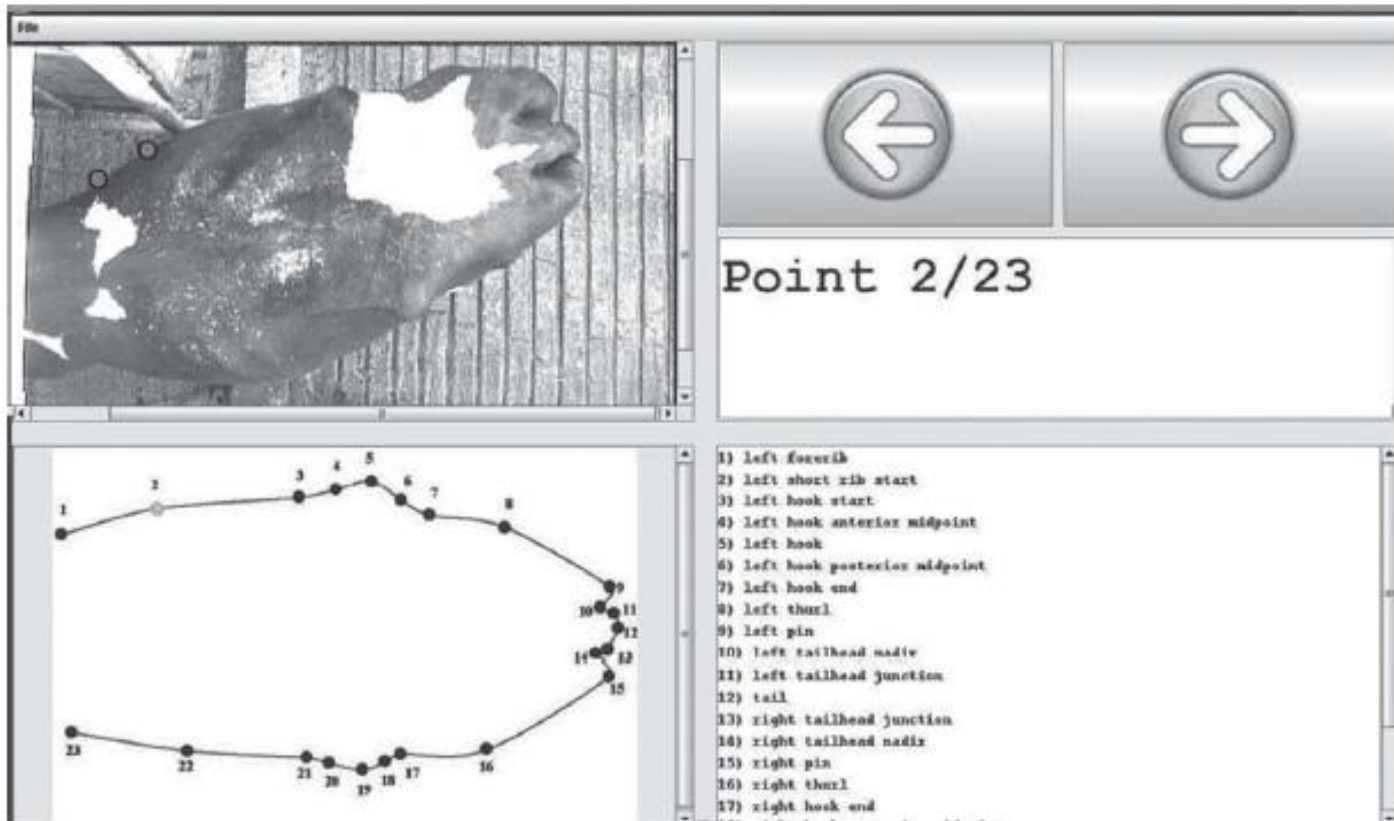 File
Point 2/23
1
2
3
4
5
6
7
8
9
10
11
12
14
13
15
23
22
21
20
19
18
17
16
1) left forerib
2) left short rib start
3) left hook start
4) left hook anterior midpoint
5) left hook
6) left hook posterior midpoint
7) left hook end
8) left thurl
9) left pin
10) left tailhead nadir
11) left tailhead junction
12) tail
13) right tailhead junction
14) right tailhead nadir
15) right pin
16) right thurl
17) right hook end